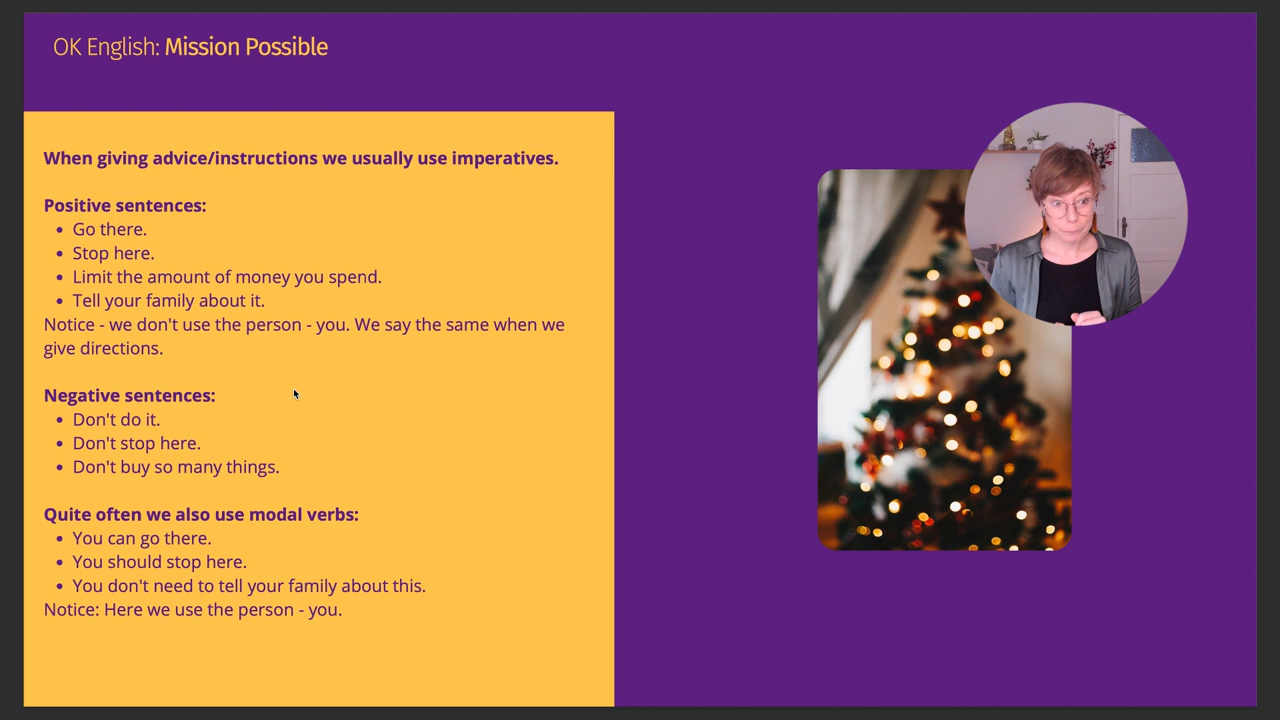 OK English: Mission Possible
When giving advice/instructions we usually use imperatives.
Positive sentences:
• Go there.
• Stop here.
• Limit the amount of money you spend.
• Tell your family about it.
Notice - we don't use the person - you. We say the same when we
give directions.
Negative sentences:
• Don't do it.
• Don't stop here.
• Don't buy so many things.
Quite often we also use modal verbs:
• You can go there.
• You should stop here.
• You don't need to tell your family about this.
Notice: Here we use the person - you.